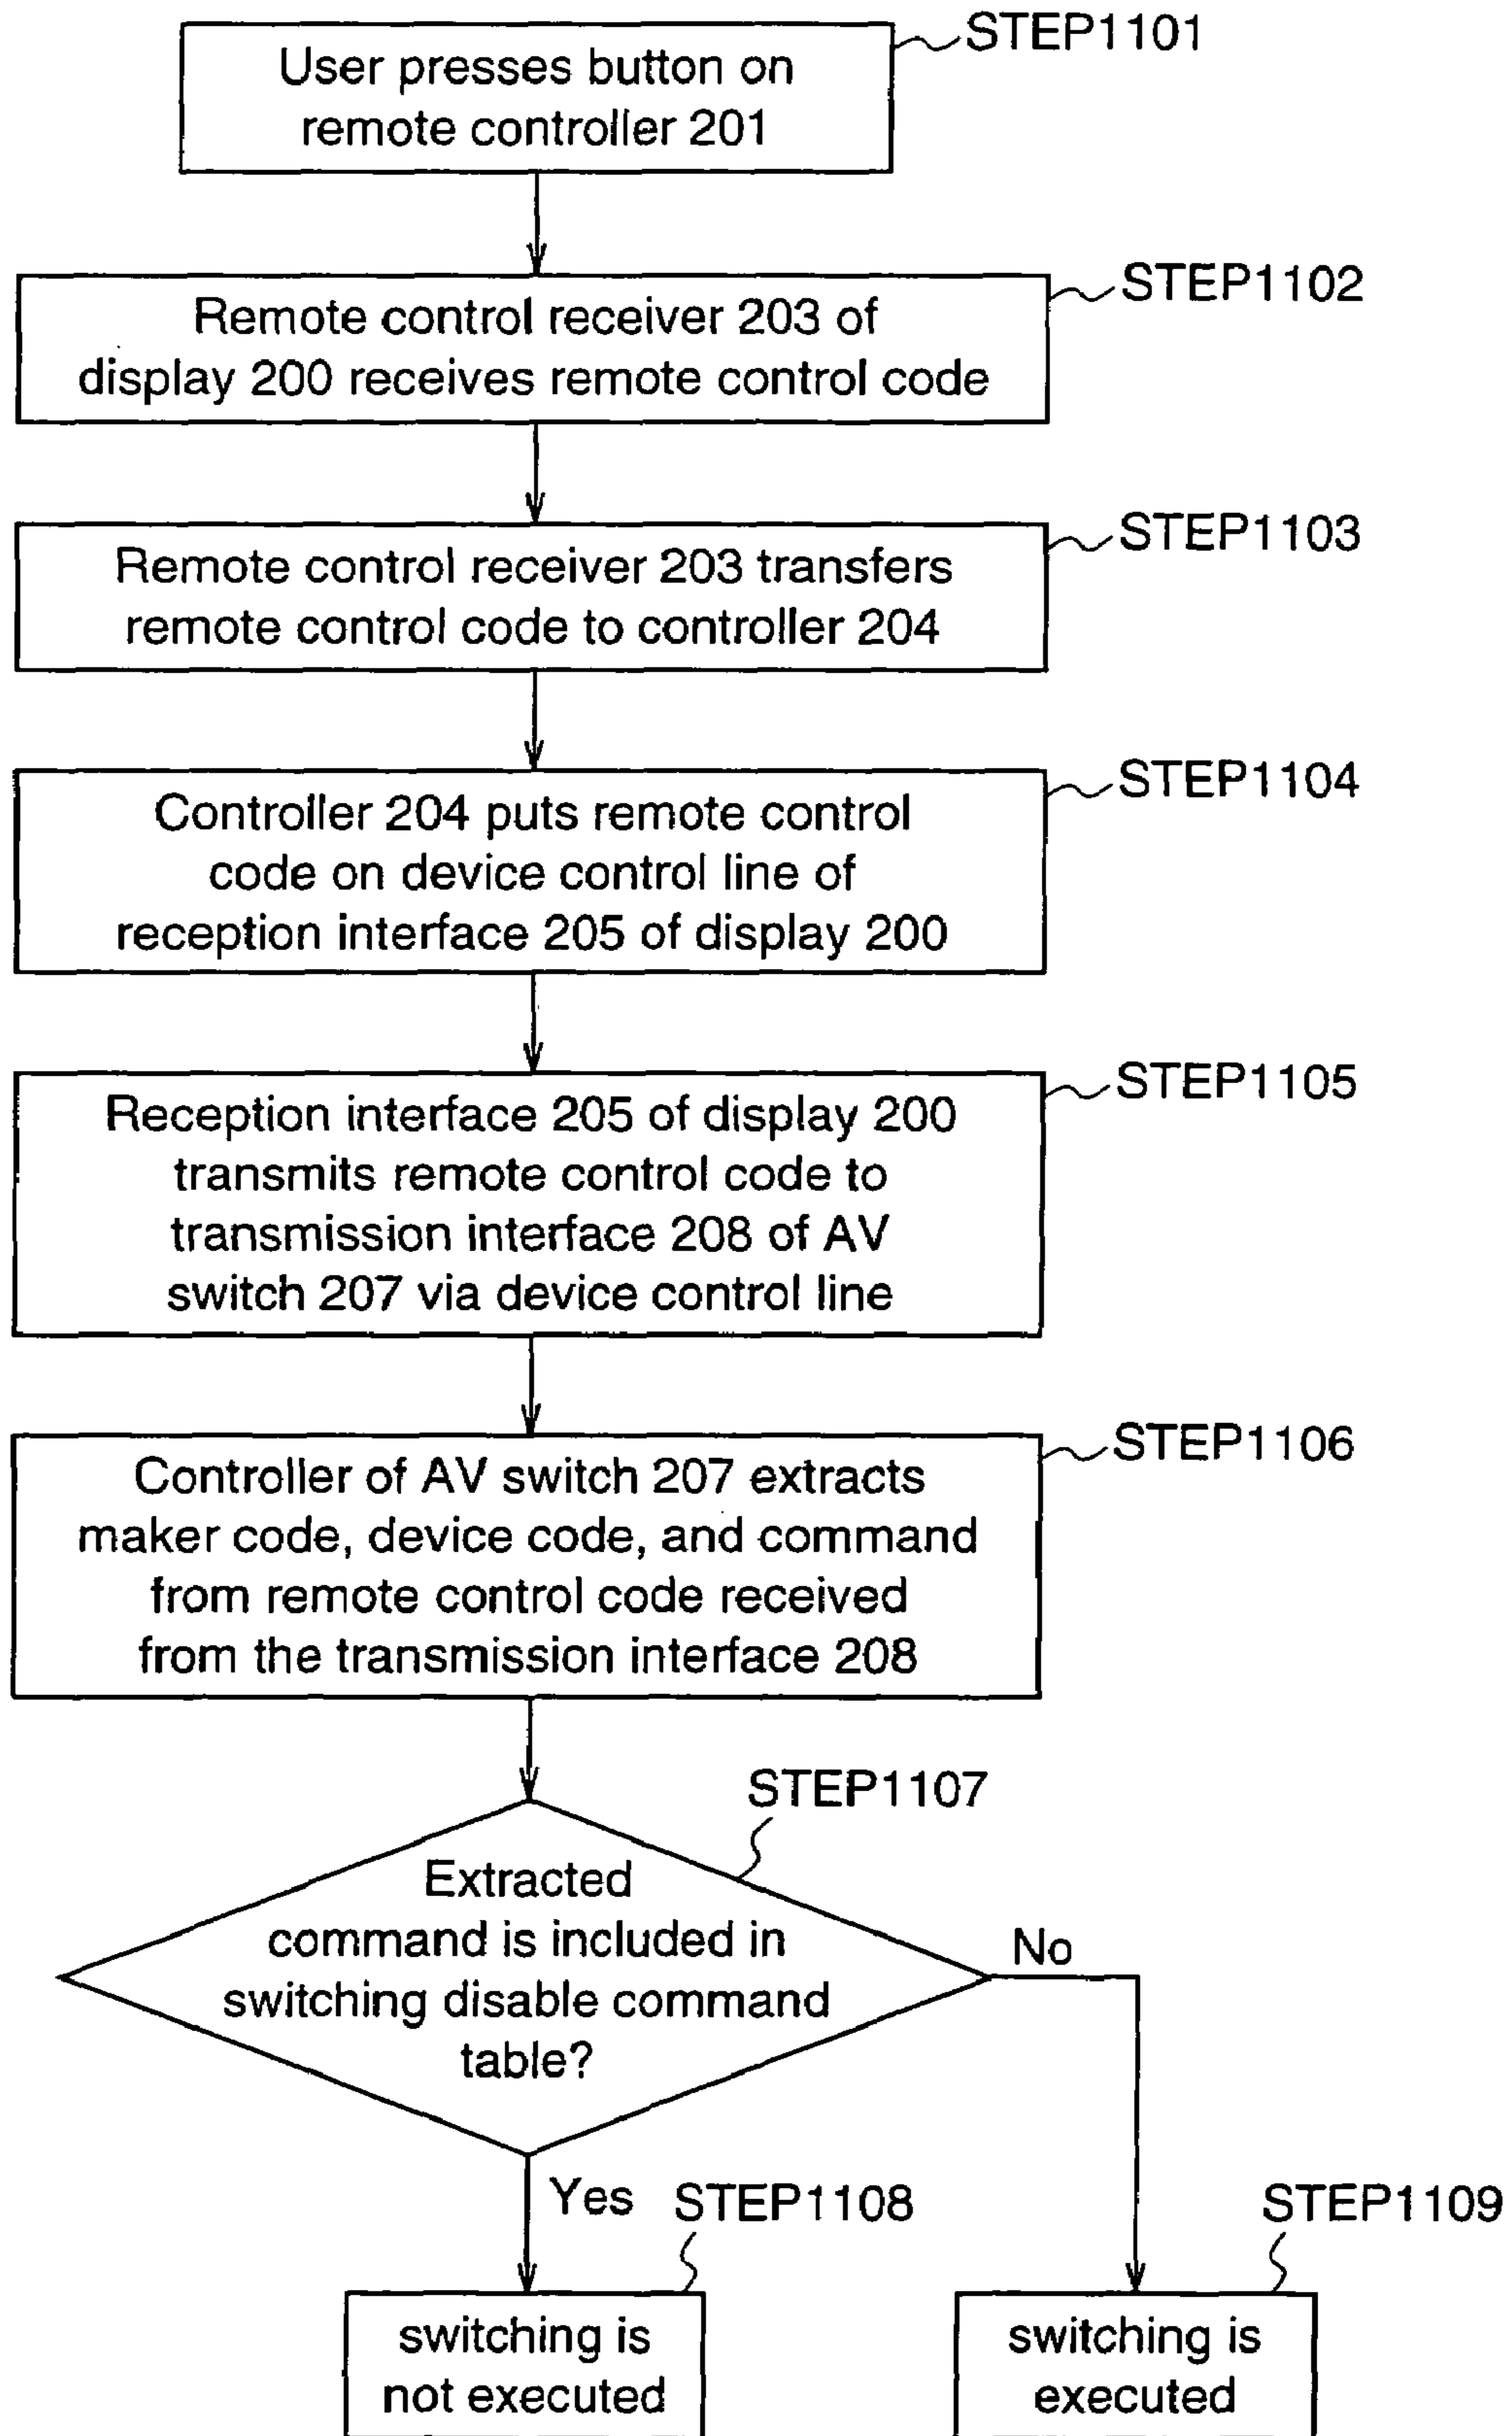 STEP1101
User presses button on
remote controller 201
STEP1102
Remote control receiver 203 of
display 200 receives remote control code
STEP1103
Remote control receiver 203 transfers
remote control code to controller 204
STEP1104
Controller 204 puts remote control
code on device control line of
reception interface 205 of display 200
STEP1105
Reception interface 205 of display 200
transmits remote control code to
transmission interface 208 of AV
switch 207 via device control line
STEP1106
Controller of AV switch 207 extracts
maker code, device code, and command
from remote control code received
from the transmission interface 208
STEP1107
Extracted
command is included in
switching disable command
table?
No
Yes
STEP1108
STEP1109
switching is
not executed
switching is
executed